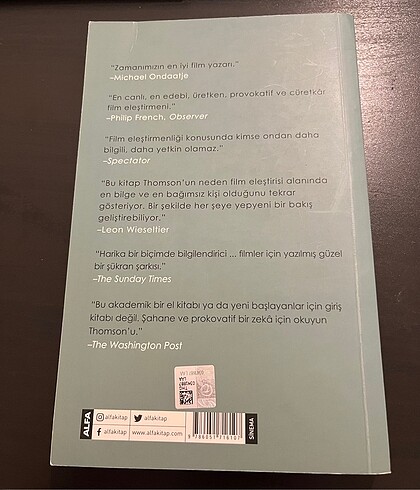 "Zamanımızın en iyi film yazarı."
–Michael Ondaatje
"En canlı, en edebi, üretken, provokatif ve cüretkâr
film eleştirmeni."
–Philip French, Observer
"Film eleştirmenliği konusunda kimse ondan daha
bilgili, daha yetkin olamaz."
–Spectator
"Bu kitap Thomson'un neden film eleştirisi alanında
en bilge ve en bağımsız kişi olduğunu tekrar
gösteriyor. Bir şekilde her şeye yepyeni bir bakış
geliştirebiliyor."
–Leon Wieseltier
"Harika bir biçimde bilgilendirici ... filmler için yazılmış güzel
bir şükran şarkısı."
–The Sunday Times
"Bu akademik bir el kitabı ya da yeni başlayanlar için giriş
kitabı değil. Şahane ve prokovatif bir zekâ için okuyun
Thomson'u."
–The Washington Post
ALFA
alfakitap alfakitap
alfakitap www.alfakitap.com
9 786051 716107
SİNEMA